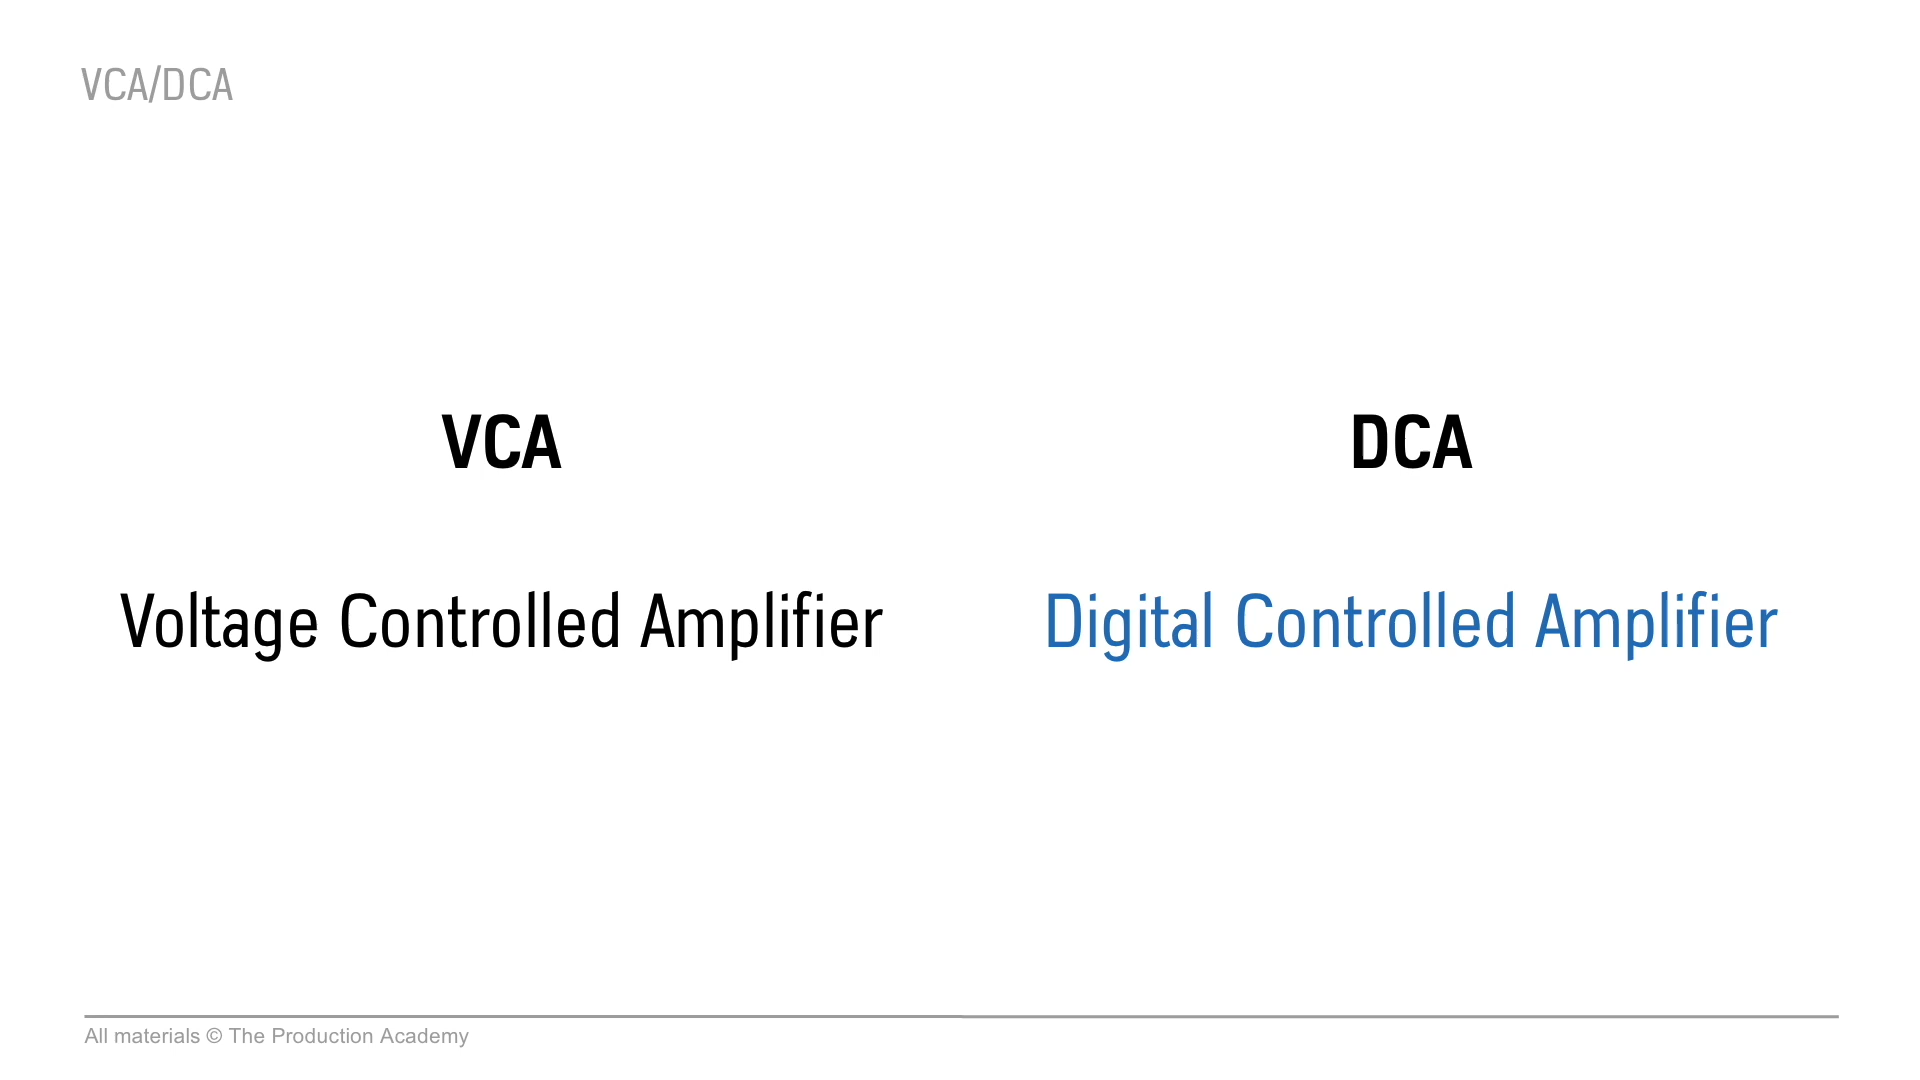 VCA/DCA
VCA
Voltage Controlled Amplifier
DCA
Digital Controlled Amplifier
All materials © The Production Academy